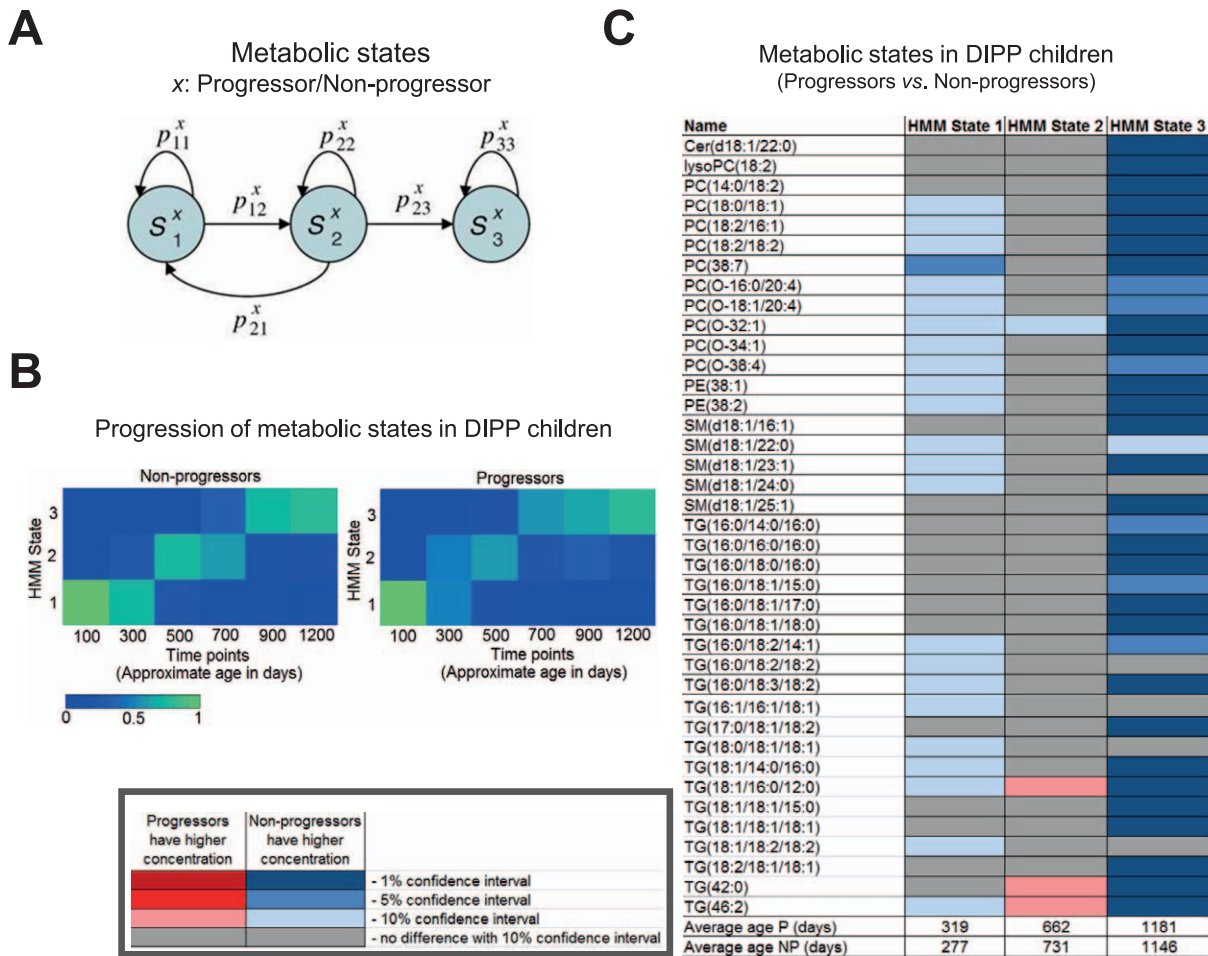 A
Metabolic states
x: Progressor/Non-progressor
p x 11
p x 22
p x 33
S x 1
p x 12
S x 2
p x 23
S x 3
p x 21
B
Progression of metabolic states in DIPP children
Non-progressors
HMM State
3
2
1
100 300 500 700 900 1200
Time points
(Approximate age in days)
0 0.5 1
Progressors
HMM State
3
2
1
100 300 500 700 900 1200
Time points
(Approximate age in days)
Progressors have higher concentration
Non-progressors have higher concentration
- 1% confidence interval
- 5% confidence interval
- 10% confidence interval
- no difference with 10% confidence interval
C
Metabolic states in DIPP children
(Progressors vs. Non-progressors)
Name HMM State 1 HMM State 2 HMM State 3
Cer(d18:1/22:0)
lysoPC(18:2)
PC(14:0/18:2)
PC(18:0/18:1)
PC(18:2/16:1)
PC(18:2/18:2)
PC(38:7)
PC(O-16:0/20:4)
PC(O-18:1/20:4)
PC(O-32:1)
PC(O-34:1)
PC(O-38:4)
PE(38:1)
PE(38:2)
SM(d18:1/16:1)
SM(d18:1/22:0)
SM(d18:1/23:1)
SM(d18:1/24:0)
SM(d18:1/25:1)
TG(16:0/14:0/16:0)
TG(16:0/16:0/16:0)
TG(16:0/18:0/16:0)
TG(16:0/18:1/15:0)
TG(16:0/18:1/17:0)
TG(16:0/18:1/18:0)
TG(16:0/18:2/14:1)
TG(16:0/18:2/18:2)
TG(16:0/18:3/18:2)
TG(16:1/16:1/18:1)
TG(17:0/18:1/18:2)
TG(18:0/18:1/18:1)
TG(18:1/14:0/16:0)
TG(18:1/16:0/12:0)
TG(18:1/18:1/15:0)
TG(18:1/18:1/18:1)
TG(18:1/18:2/18:2)
TG(18:2/18:1/18:1)
TG(42:0)
TG(46:2)
Average age P (days) 319 662 1181
Average age NP (days) 277 731 1146